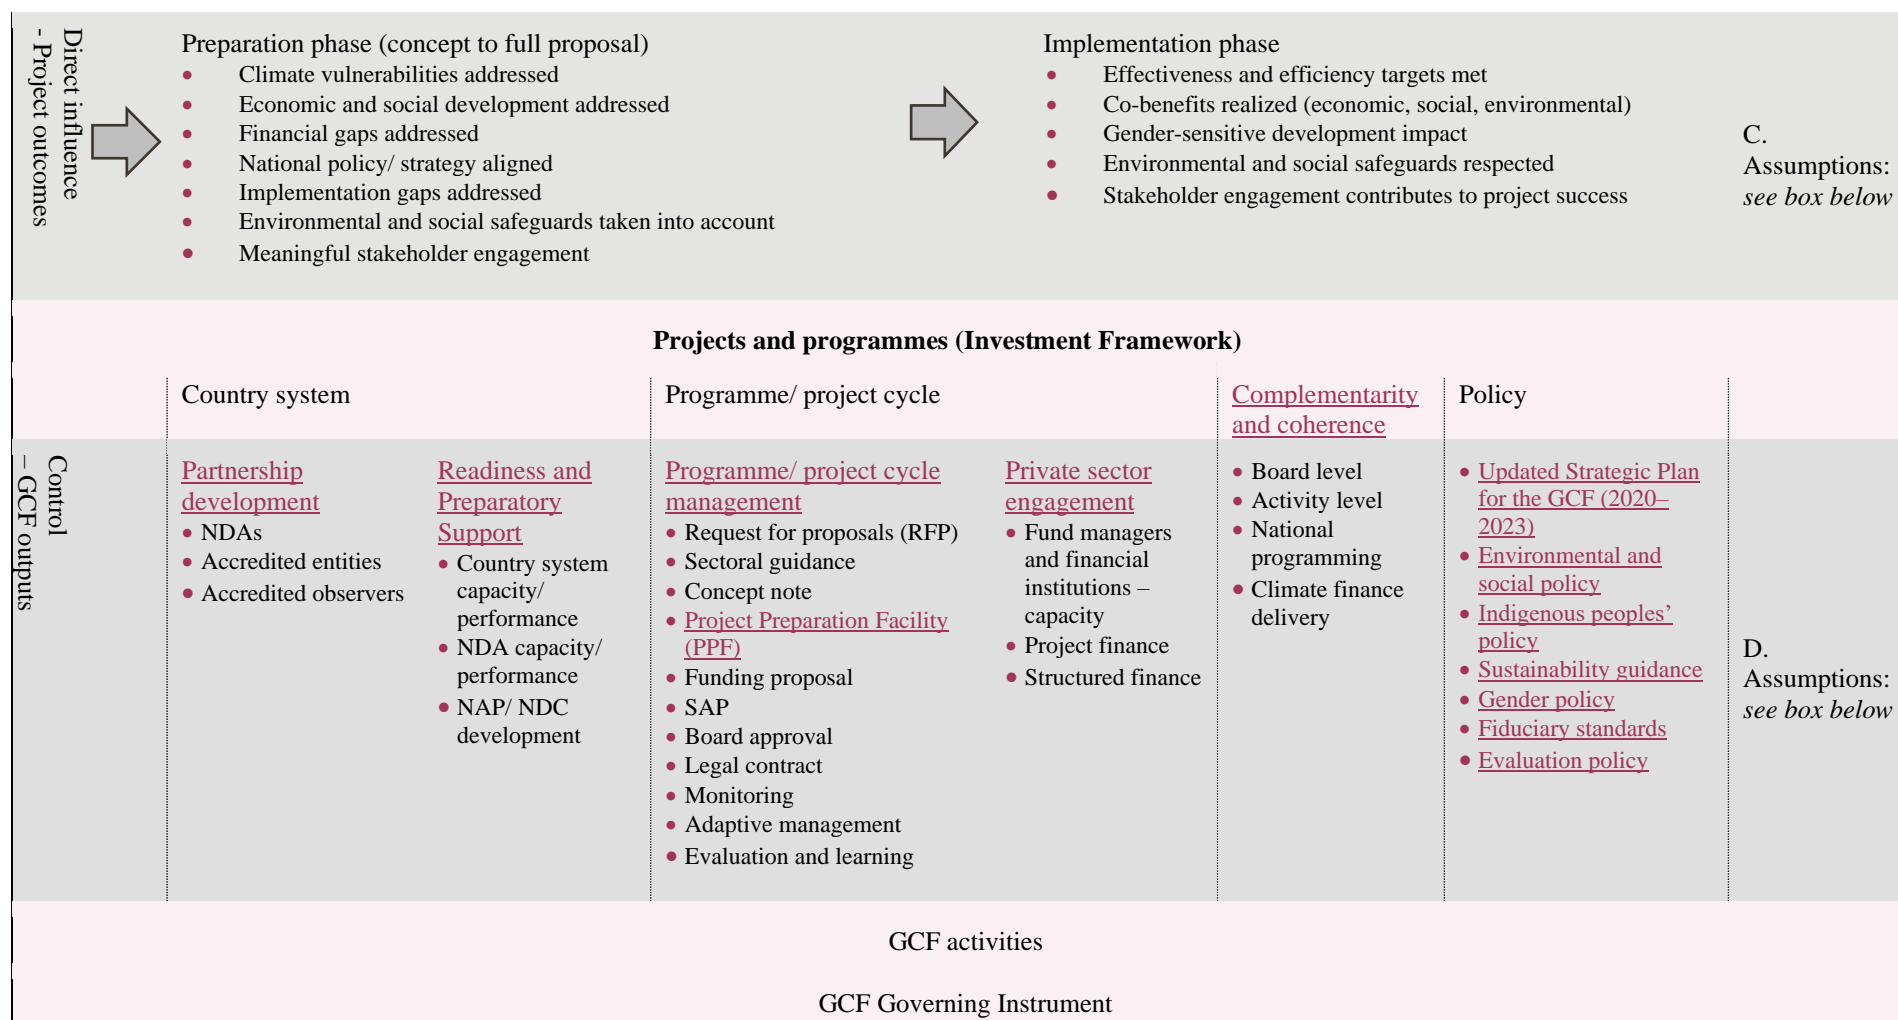 Direct influence
- Project outcomes
Preparation phase (concept to full proposal)
• Climate vulnerabilities addressed
• Economic and social development addressed
• Financial gaps addressed
• National policy/ strategy aligned
• Implementation gaps addressed
• Environmental and social safeguards taken into account
• Meaningful stakeholder engagement
Implementation phase
• Effectiveness and efficiency targets met
• Co-benefits realized (economic, social, environmental)
• Gender-sensitive development impact
• Environmental and social safeguards respected
• Stakeholder engagement contributes to project success
C.
Assumptions:
see box below
Projects and programmes (Investment Framework)
Country system
Programme/ project cycle
Complementarity
and coherence
Policy
Control
– GCF outputs
Partnership
development
• NDAs
• Accredited entities
• Accredited observers
Readiness and
Preparatory
Support
• Country system
capacity/
performance
• NDA capacity/
performance
• NAP/ NDC
development
Programme/ project cycle
management
• Request for proposals (RFP)
• Sectoral guidance
• Concept note
• Project Preparation Facility
(PPF)
• Funding proposal
• SAP
• Board approval
• Legal contract
• Monitoring
• Adaptive management
• Evaluation and learning
Private sector
engagement
• Fund managers
and financial
institutions –
capacity
• Project finance
• Structured finance
• Board level
• Activity level
• National
programming
• Climate finance
delivery
• Updated Strategic Plan
for the GCF (2020–
2023)
• Environmental and
social policy
• Indigenous peoples’
policy
• Sustainability guidance
• Gender policy
• Fiduciary standards
• Evaluation policy
D.
Assumptions:
see box below
GCF activities
GCF Governing Instrument